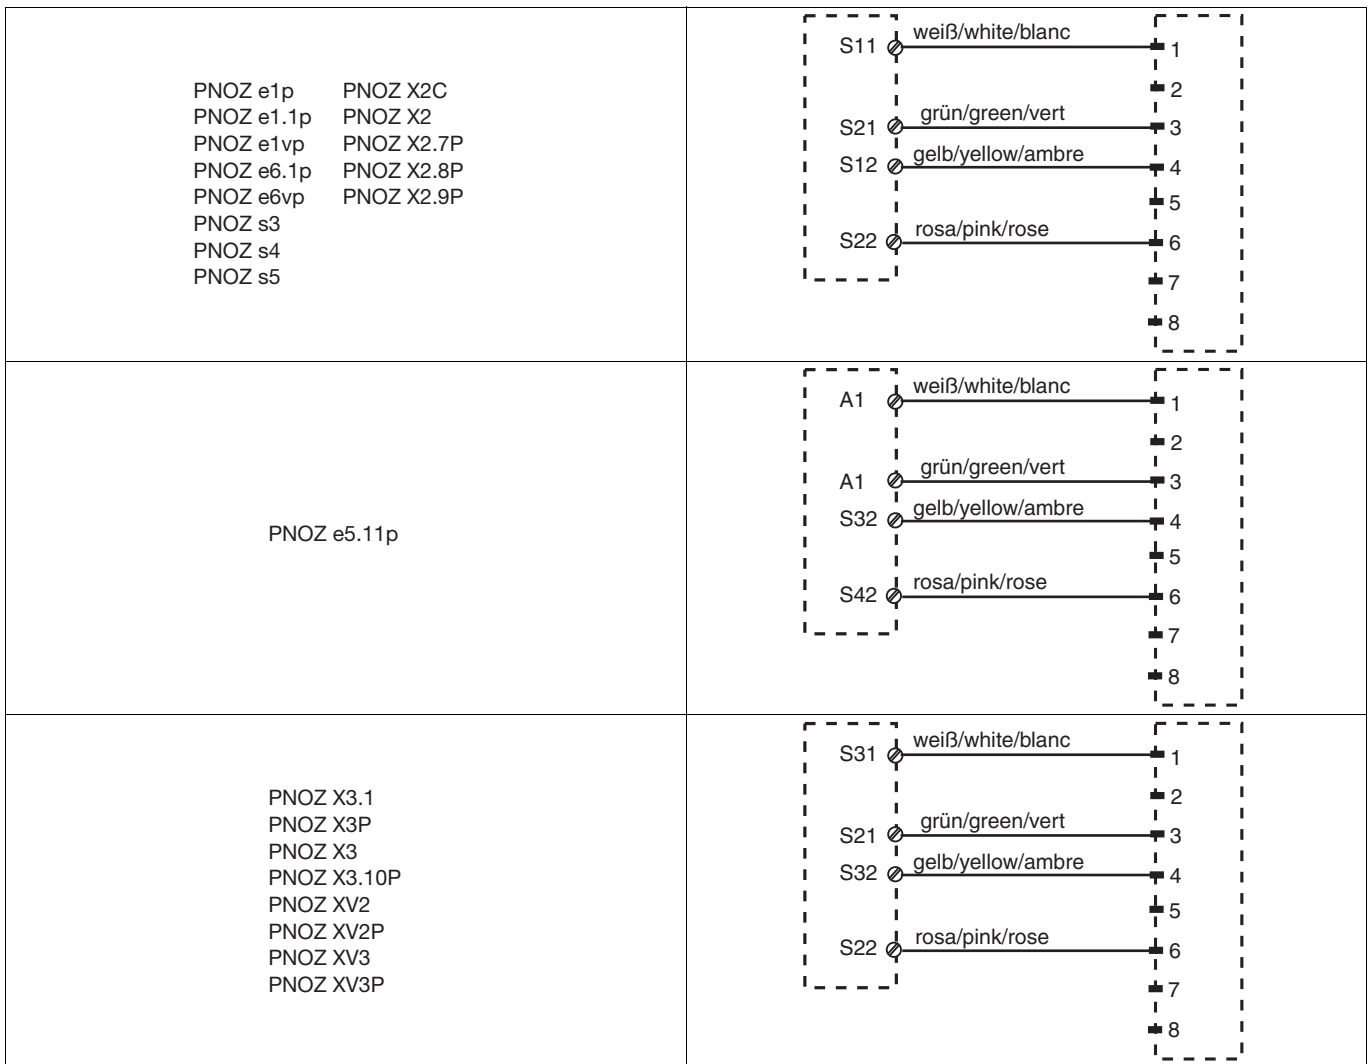 PNOZ e1p PNOZ X2C
PNOZ e1.1p PNOZ X2
PNOZ e1vp PNOZ X2.7P
PNOZ e6.1p PNOZ X2.8P
PNOZ e6vp PNOZ X2.9P
PNOZ s3
PNOZ s4
PNOZ s5
S11 weiß/white/blanc 1
2
S21 grün/green/vert 3
S12 gelb/yellow/ambre 4
5
S22 rosa/pink/rose 6
7
8
PNOZ e5.11p
A1 weiß/white/blanc 1
2
A1 grün/green/vert 3
S32 gelb/yellow/ambre 4
5
S42 rosa/pink/rose 6
7
8
PNOZ X3.1
PNOZ X3P
PNOZ X3
PNOZ X3.10P
PNOZ XV2
PNOZ XV2P
PNOZ XV3
PNOZ XV3P
S31 weiß/white/blanc 1
2
S21 grün/green/vert 3
S32 gelb/yellow/ambre 4
5
S22 rosa/pink/rose 6
7
8